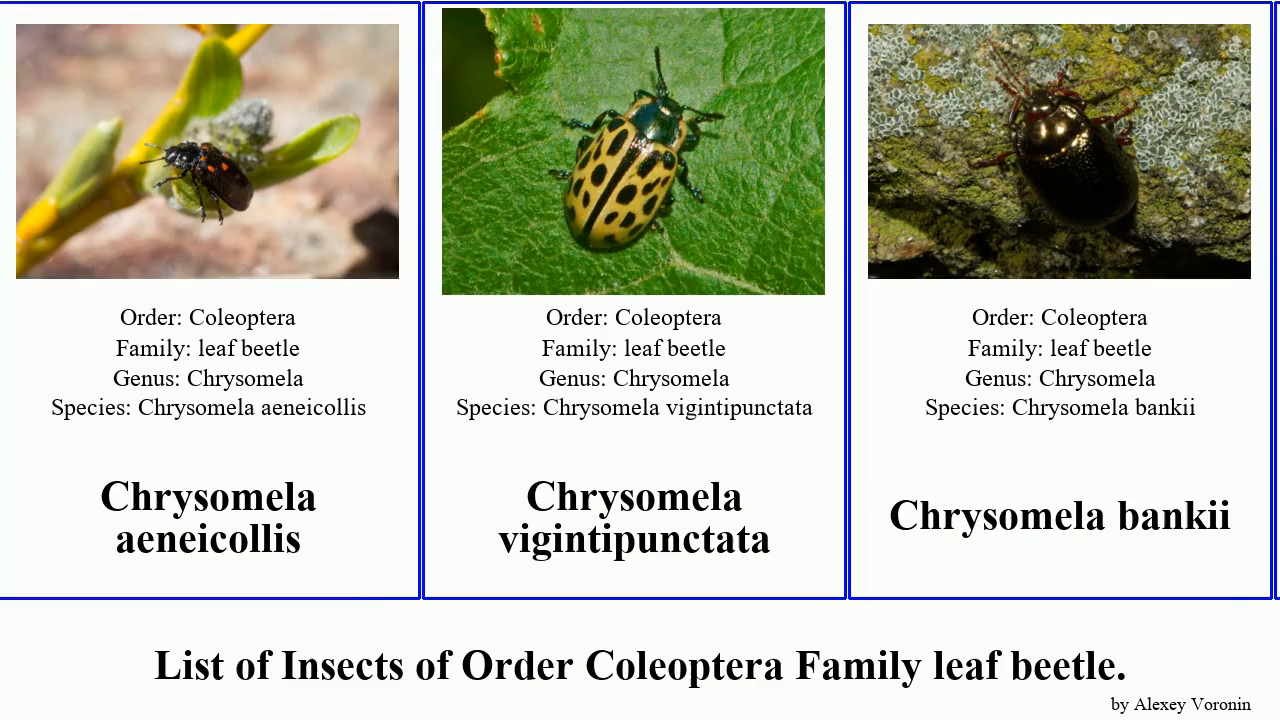 Order: Coleoptera
Family: leaf beetle
Genus: Chrysomela
Species: Chrysomela aeneicollis
Chrysomela
aeneicollis
Order: Coleoptera
Family: leaf beetle
Genus: Chrysomela
Species: Chrysomela vigintipunctata
Chrysomela
vigintipunctata
Order: Coleoptera
Family: leaf beetle
Genus: Chrysomela
Species: Chrysomela bankii
Chrysomela bankii
List of Insects of Order Coleoptera Family leaf beetle.
by Alexey Voronin